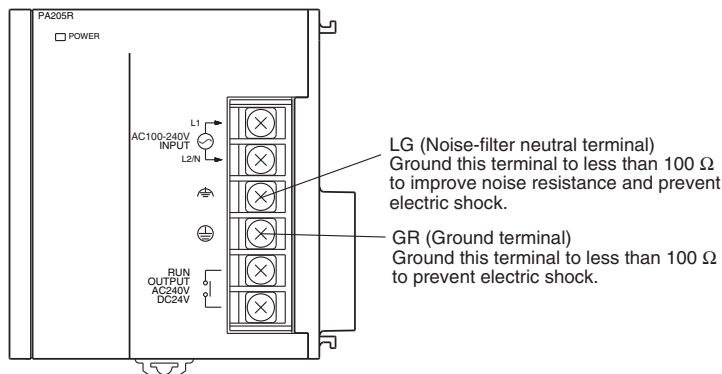 PA205R
POWER
L1
AC100-240V
INPUT
L2/N
RUN
OUTPUT
AC240V
DC24V
LG (Noise-filter neutral terminal)
Ground this terminal to less than 100 Ω
to improve noise resistance and prevent
electric shock.
GR (Ground terminal)
Ground this terminal to less than 100 Ω
to prevent electric shock.